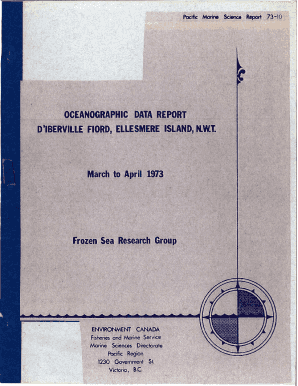 Pacific Marine Science Report 73-10
OCEANOGRAPHIC DATA REPORT
D'IBERVILLE FIORD, ELLESMERE ISLAND, N.W.T.
March to April 1973
Frozen Sea Research Group
ENVIRONMENT CANADA
Fisheries and Marine Service
Marine Sciences Directorate
Pacific Region
1230 Government St.
Victoria, B.C.